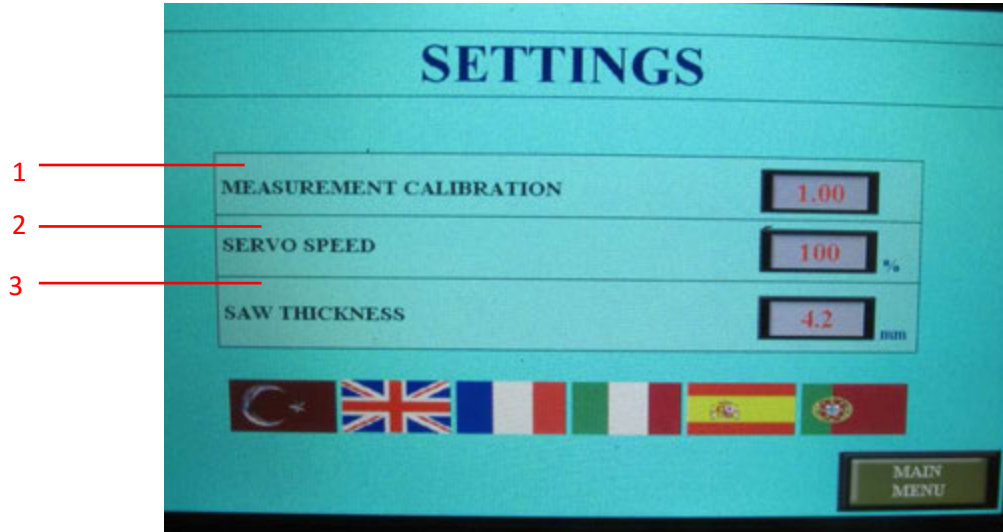 SETTINGS
1
MEASUREMENT CALIBRATION 1.00
2
SERVO SPEED 100 %
3
SAW THICKNESS 4.2 mm
MAIN
MENU